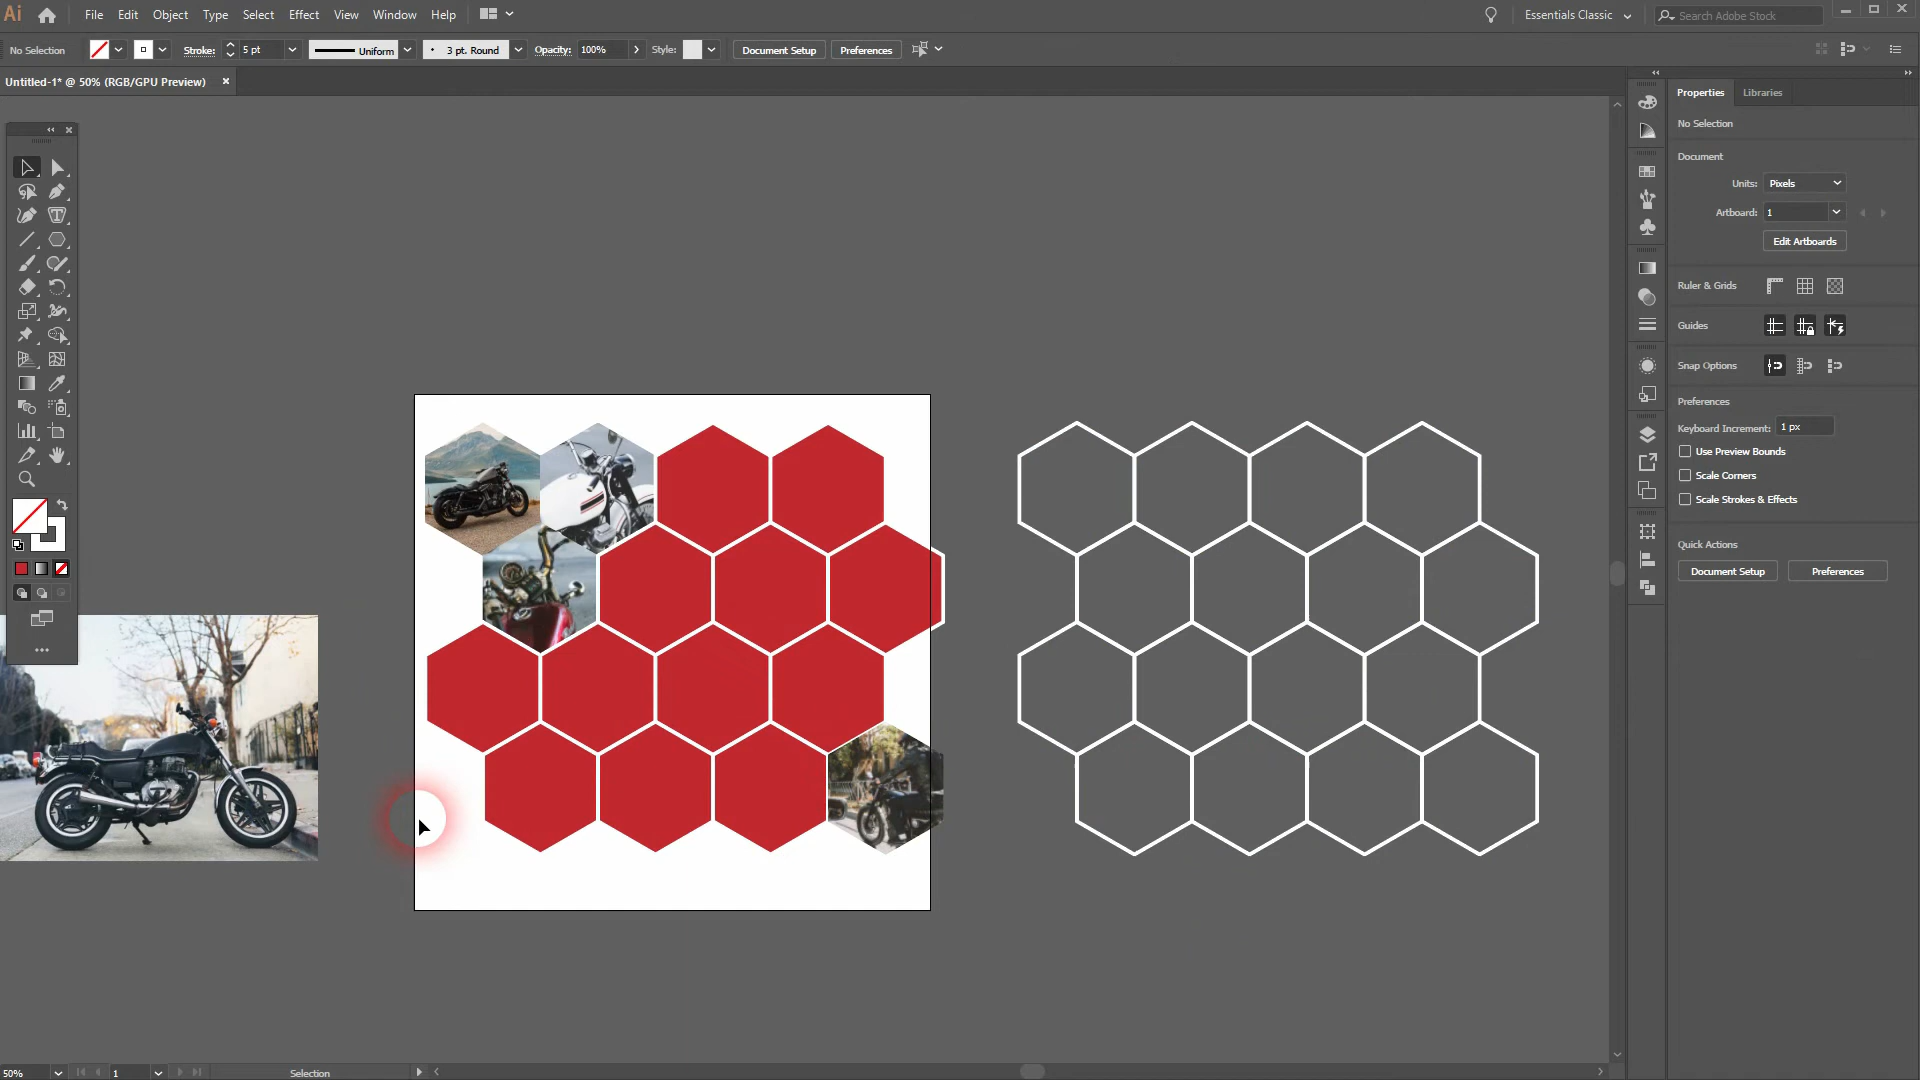 Ai File Edit Object Type Select Effect View Window Help Essentials Classic Search Adobe Stock
No Selection Stroke: 5 pt Uniform 3 pt. Round Opacity: 100% Style: Document Setup Preferences
Untitled-1* @ 50% (RGB/GPU Preview)
Properties Libraries
No Selection
Document
Units: Pixels
Artboard: 1
Edit Artboards
Ruler & Grids
Guides
Snap Options
Preferences
Keyboard Increment: 1 px
Use Preview Bounds
Scale Corners
Scale Strokes & Effects
Quick Actions
Document Setup Preferences
50% 1 Selection